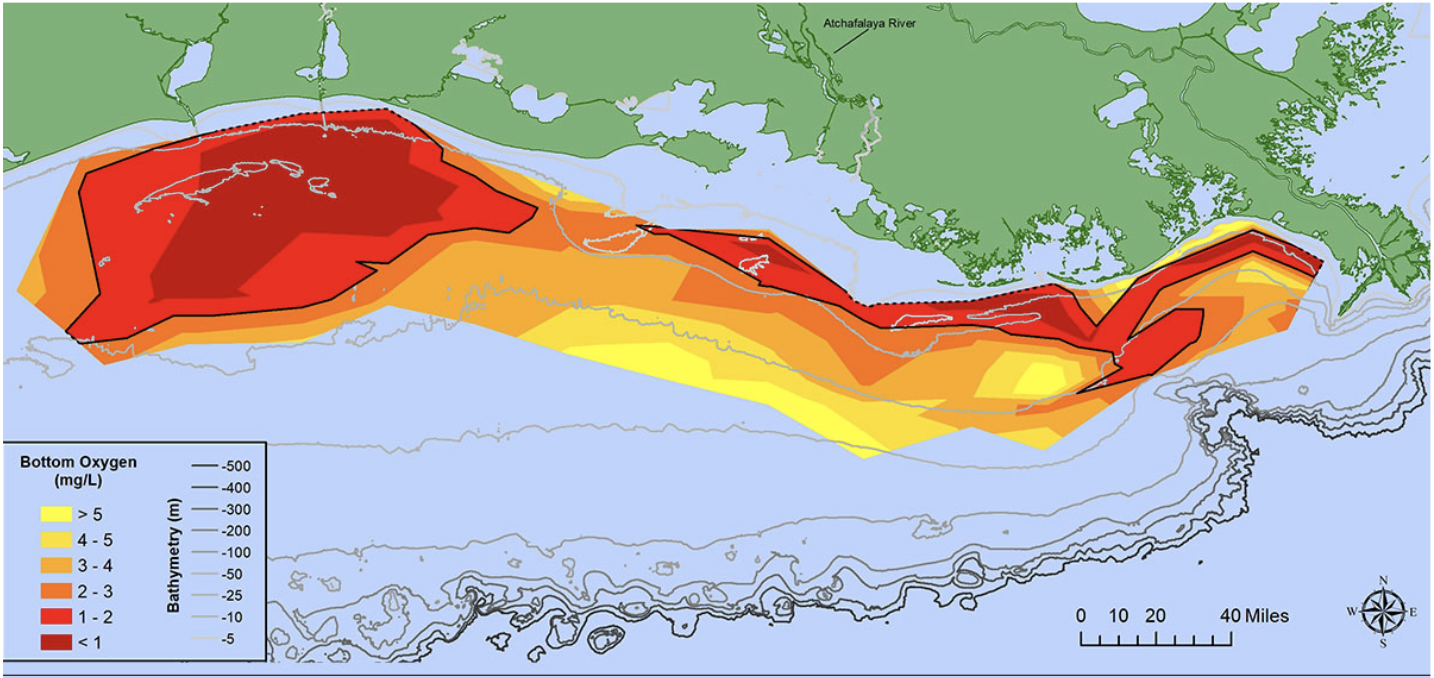 Atchafalaya River
Bottom Oxygen
(mg/L)
> 5
4 - 5
3 - 4
2 - 3
1 - 2
< 1
Bathymetry (m)
-500
-400
-300
-200
-100
-50
-25
-10
-5
0 10 20 40 Miles
N
W E
S